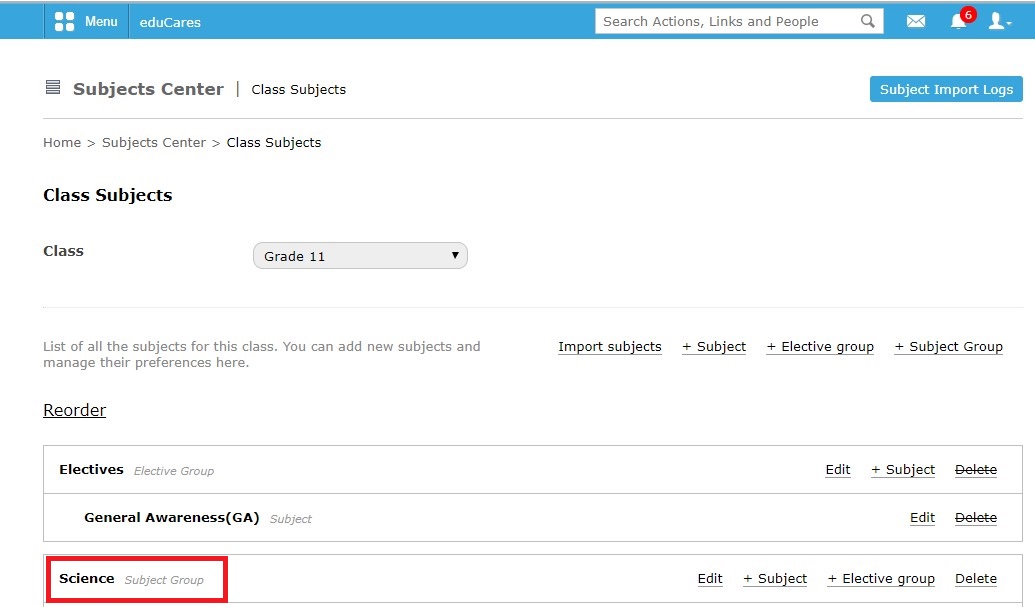 Menu eduCares Search Actions, Links and People 6
Subjects Center | Class Subjects Subject Import Logs
Home > Subjects Center > Class Subjects
Class Subjects
Class Grade 11
List of all the subjects for this class. You can add new subjects and
manage their preferences here.
Import subjects + Subject + Elective group + Subject Group
Reorder
Electives Elective Group Edit + Subject Delete
General Awareness(GA) Subject Edit Delete
Science Subject Group Edit + Subject + Elective group Delete